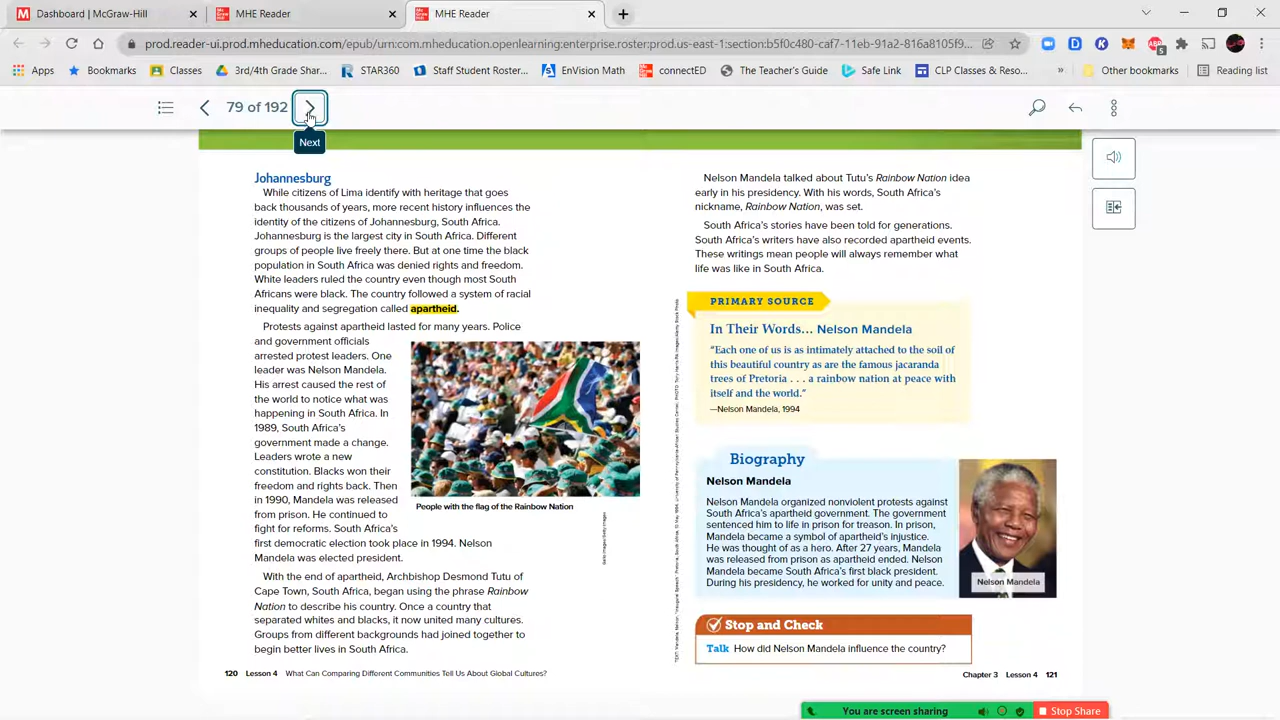 Dashboard | McGraw-Hill
MHE Reader
MHE Reader
prod.reader-ui.prod.mheducation.com/epub/urn:com.mheducation.openlearning:enterprise.roster:prod.us-east-1:section:b5f0c480-caf7-11eb-91a2-816a8105f9...
Apps Bookmarks Classes 3rd/4th Grade Shar... STAR360 Staff Student Roster... EnVision Math connectED The Teacher's Guide Safe Link CLP Classes & Reso... » Other bookmarks Reading list
79 of 192
Next
Johannesburg
While citizens of Lima identify with heritage that goes
back thousands of years, more recent history influences the
identity of the citizens of Johannesburg, South Africa.
Johannesburg is the largest city in South Africa. Different
groups of people live freely there. But at one time the black
population in South Africa was denied rights and freedom.
White leaders ruled the country even though most South
Africans were black. The country followed a system of racial
inequality and segregation called apartheid.
Protests against apartheid lasted for many years. Police
and government officials
arrested protest leaders. One
leader was Nelson Mandela.
His arrest caused the rest of
the world to notice what was
happening in South Africa. In
1989, South Africa's
government made a change.
Leaders wrote a new
constitution. Blacks won their
freedom and rights back. Then
in 1990, Mandela was released
from prison. He continued to
fight for reforms. South Africa's
first democratic election took place in 1994. Nelson
Mandela was elected president.
People with the flag of the Rainbow Nation
With the end of apartheid, Archbishop Desmond Tutu of
Cape Town, South Africa, began using the phrase Rainbow
Nation to describe his country. Once a country that
separated whites and blacks, it now united many cultures.
Groups from different backgrounds had joined together to
begin better lives in South Africa.
120 Lesson 4 What Can Comparing Different Communities Tell Us About Global Cultures?
Nelson Mandela talked about Tutu's Rainbow Nation idea
early in his presidency. With his words, South Africa's
nickname, Rainbow Nation, was set.
South Africa's stories have been told for generations.
South Africa's writers have also recorded apartheid events.
These writings mean people will always remember what
life was like in South Africa.
PRIMARY SOURCE
In Their Words... Nelson Mandela
"Each one of us is as intimately attached to the soil of
this beautiful country as are the famous jacaranda
trees of Pretoria . . . a rainbow nation at peace with
itself and the world."
—Nelson Mandela, 1994
Biography
Nelson Mandela
Nelson Mandela organized nonviolent protests against
South Africa's apartheid government. The government
sentenced him to life in prison for treason. In prison,
Mandela became a symbol of apartheid's injustice.
He was thought of as a hero. After 27 years, Mandela
was released from prison as apartheid ended. Nelson
Mandela became South Africa's first black president.
During his presidency, he worked for unity and peace.
Nelson Mandela
Stop and Check
Talk How did Nelson Mandela influence the country?
Chapter 3 Lesson 4 121
You are screen sharing
Stop Share